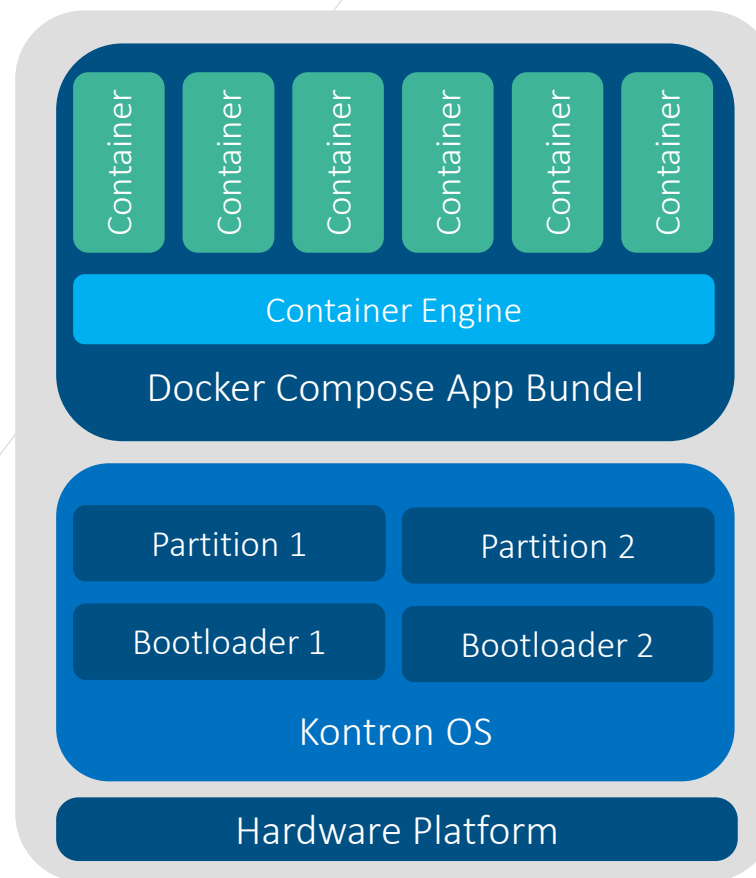 Container
Container
Container
Container
Container
Container
Container Engine
Docker Compose App Bundel
Partition 1
Partition 2
Bootloader 1
Bootloader 2
Kontron OS
Hardware Platform